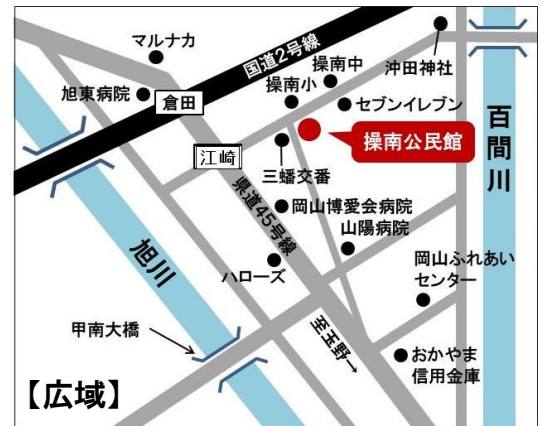 マルナカ
国道2号線
操南中
沖田神社
旭東病院
倉田
操南小
セブンイレブン
百間川
江崎
操南公民館
三蟠交番
県道45号線
岡山博愛会病院
山陽病院
旭川
ハローズ
岡山ふれあい
センター
甲南大橋
至玉野→
おかやま
信用金庫
【広域】